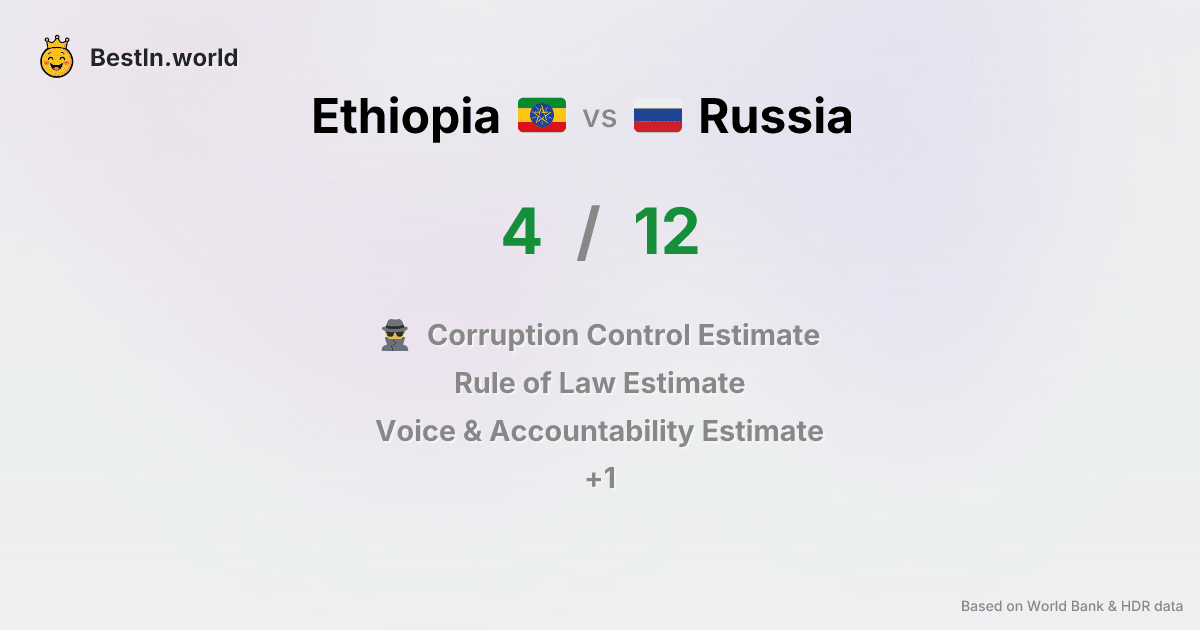 BestIn.world
Ethiopia vs Russia
4 / 12
Corruption Control Estimate
Rule of Law Estimate
Voice & Accountability Estimate
+1
Based on World Bank & HDR data